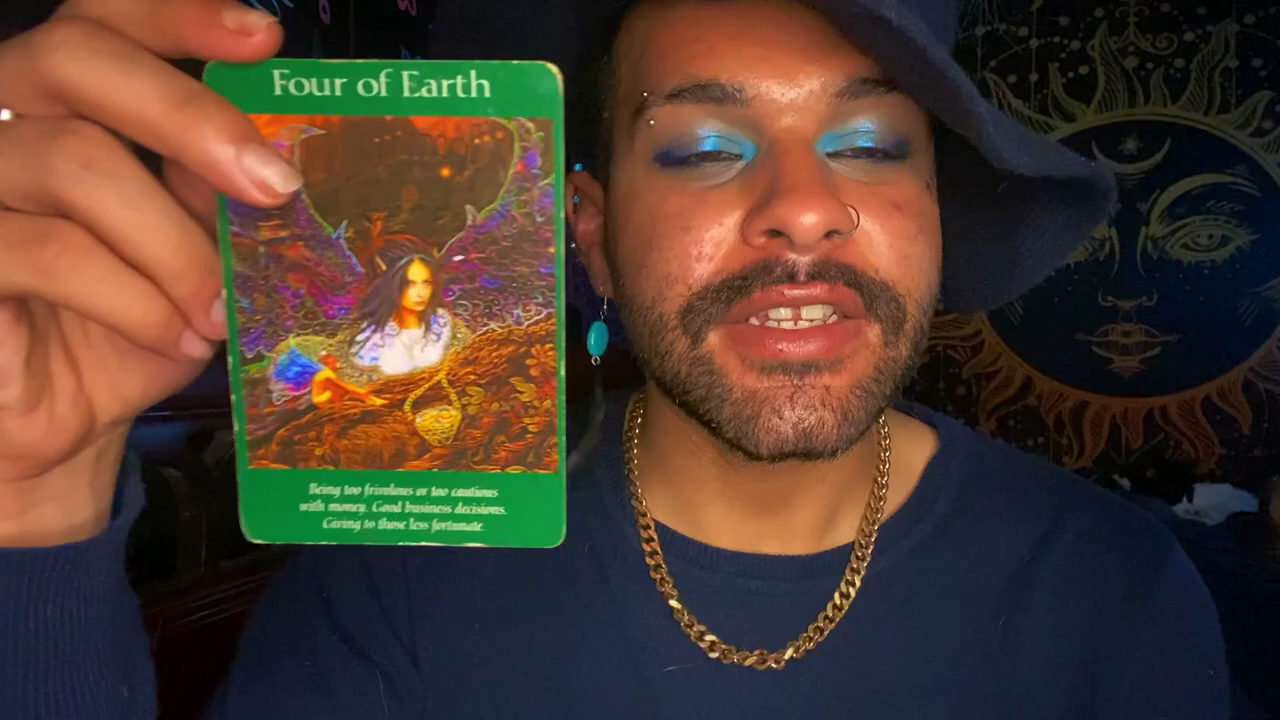 Four of Earth
Being too frivolous or too cautious
with money. Good business decisions.
Giving to those less fortunate.